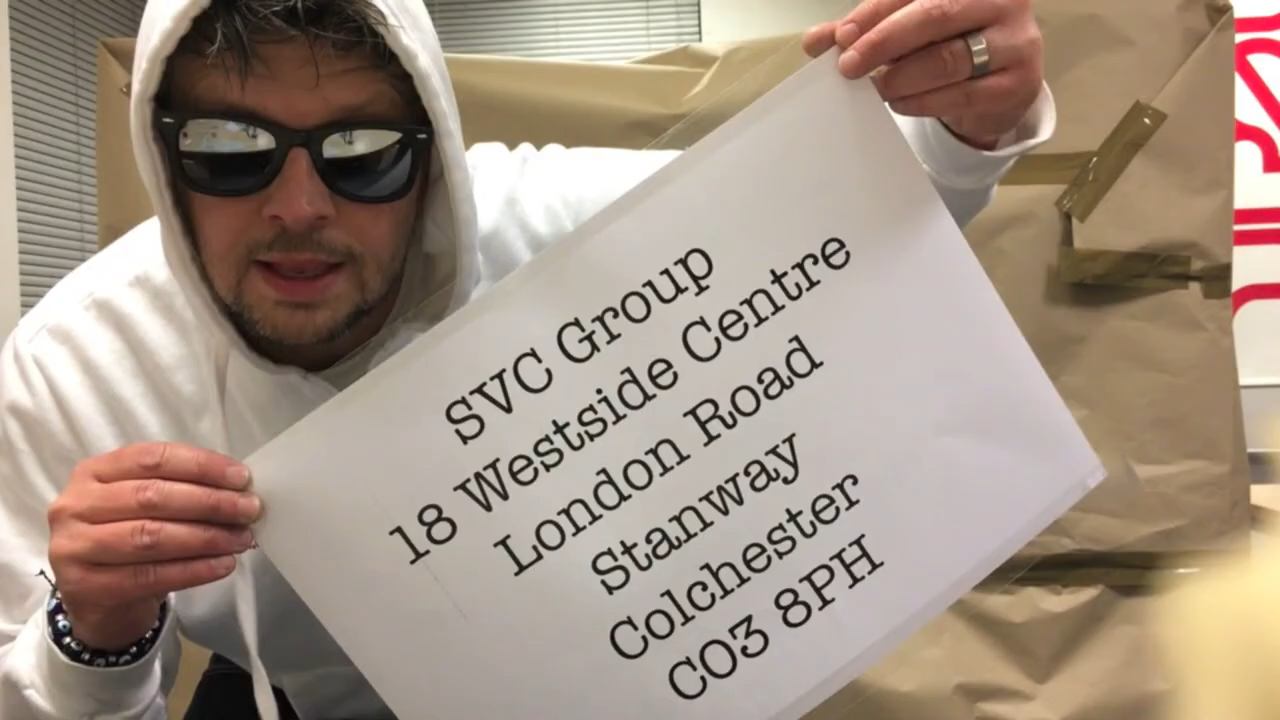 SVC Group
18 Westside Centre
London Road
Stanway
Colchester
CO3 8PH